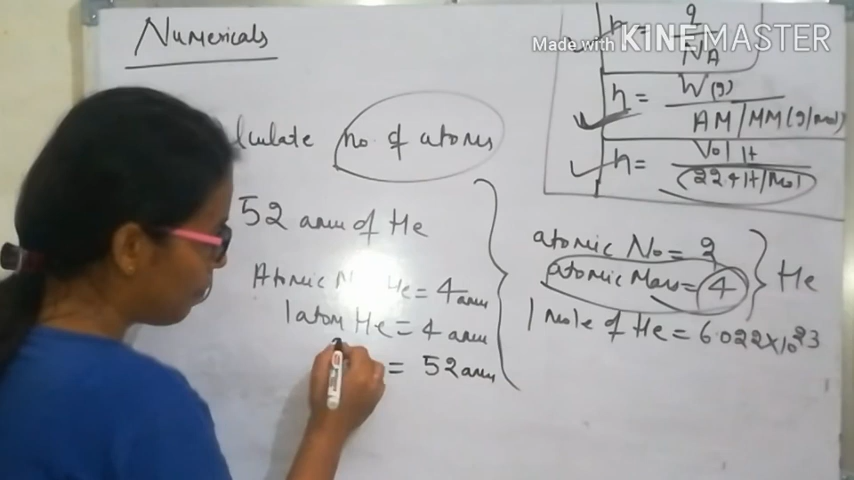 Numericals
lculate no. of atoms
52 amu of He
Atomic He = 4 amu
1 atom He = 4 amu
= 52 amu
n =
NA
Made with KINEMASTER
n = W(g)
AM/MM(g/mol)
n = Vol lt
22.4 lt/mol
atomic No = 2
atomic Mass = 4 He
1 mole of He = 6.022×10²³